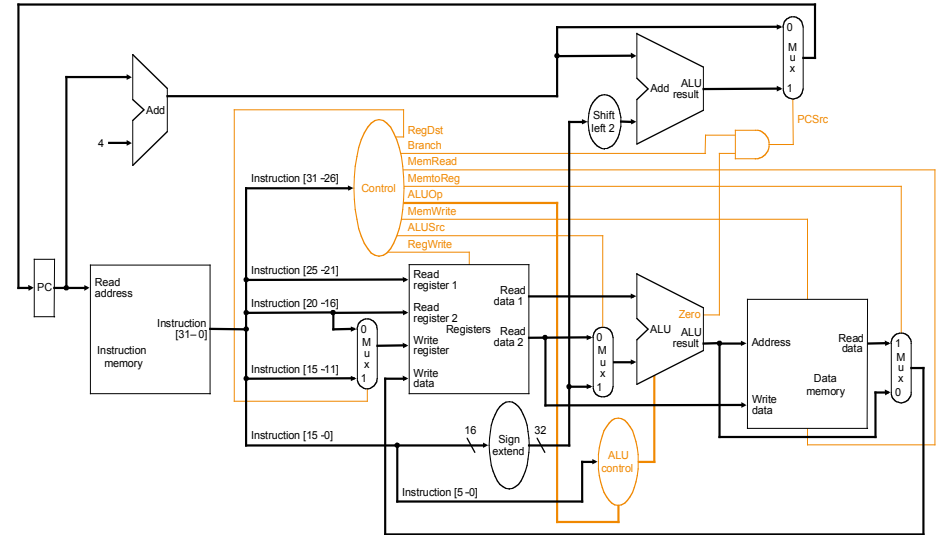 0
M
u
x
1
Add
ALU
result
Add
Shift
left 2
PCSrc
4
RegDst
Branch
MemRead
MemtoReg
ALUOp
MemWrite
ALUSrc
RegWrite
Control
Instruction [31 -26]
Instruction [25 -21]
Instruction [20 -16]
Instruction [15 -11]
Instruction [15 -0]
Instruction [5 -0]
PC
Read
address
Instruction
[31– 0]
Instruction
memory
0
M
u
x
1
Read
register 1
Read
register 2
Write
register
Write
data
Registers
Read
data 1
Read
data 2
0
M
u
x
1
Zero
ALU
ALU
result
Address
Read
data
Data
memory
Write
data
1
M
u
x
0
16
Sign
extend
32
ALU
control